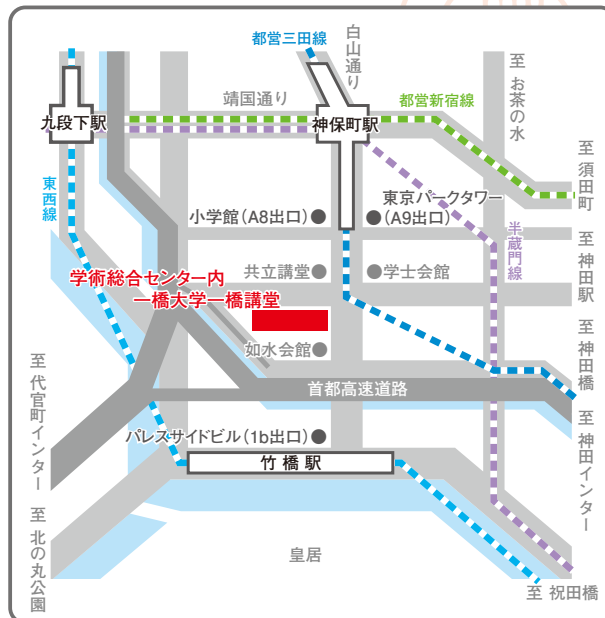 都営三田線
白山通り
至 お茶の水
靖国通り
都営新宿線
九段下駅
神保町駅
至 須田町
東西線
小学館（A8出口）
東京パークタワー
（A9出口）
半蔵門線
至 神田駅
学術総合センター内
一橋大学一橋講堂
共立講堂
学士会館
如水会館
至 神田橋
至 代官町インター
首都高速道路
パレスサイドビル（1b出口）
至 神田インター
竹橋駅
至 北の丸公園
皇居
至 祝田橋